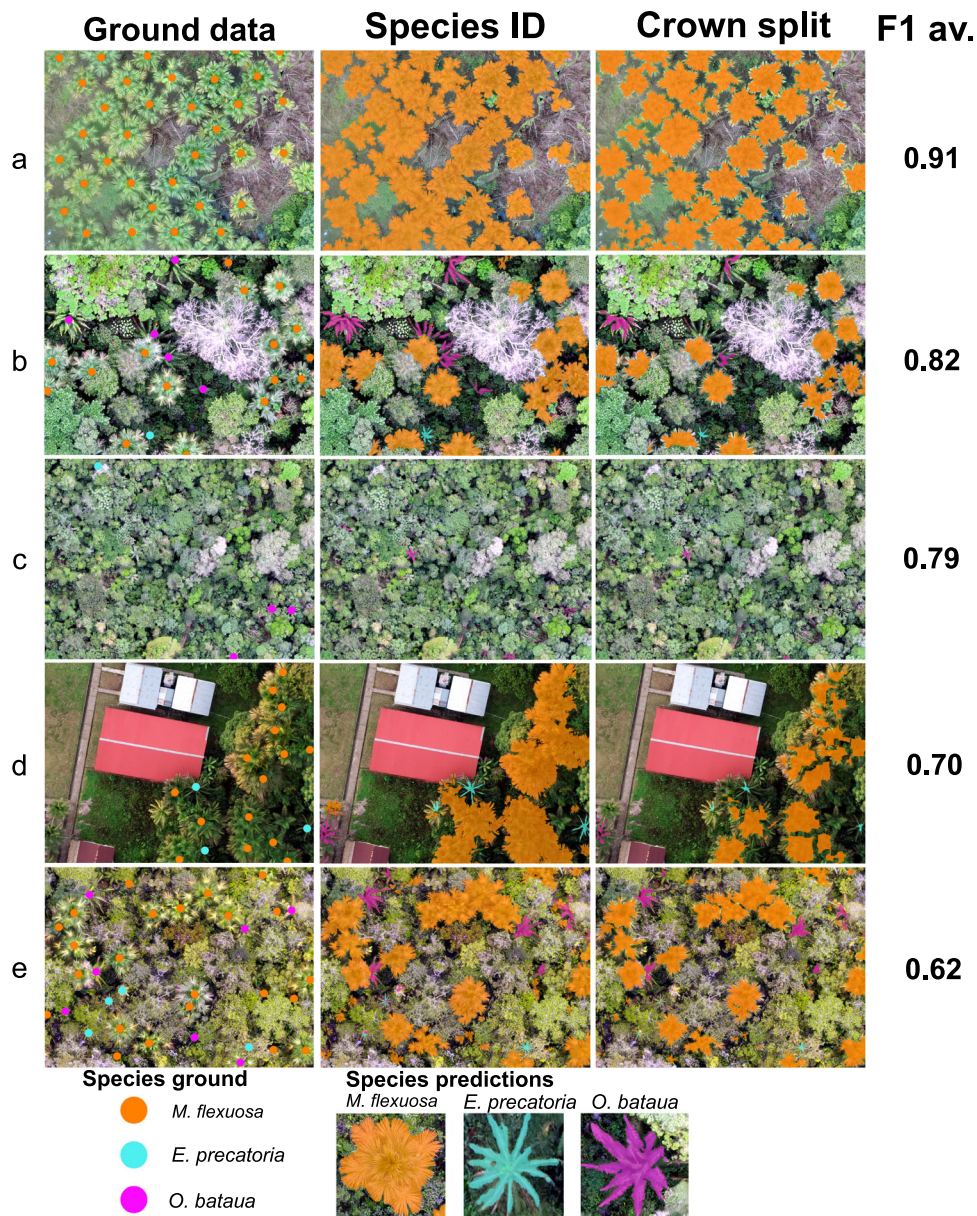 Ground data Species ID Crown split F1 av.
a 0.91
b 0.82
c 0.79
d 0.70
e 0.62
Species ground Species predictions
M. flexuosa E. precatoria O. bataua
M. flexuosa
E. precatoria
O. bataua